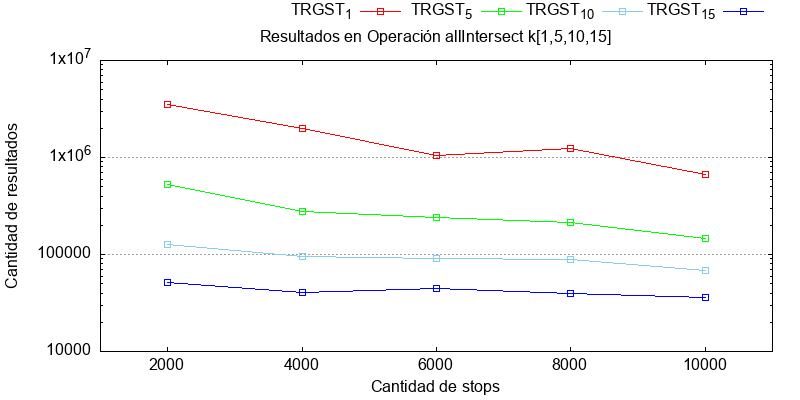 TRGST1 TRGST5 TRGST10 TRGST15
Resultados en Operación allIntersect k[1,5,10,15]
1x10^7
1x10^6
100000
10000
Cantidad de resultados
2000 4000 6000 8000 10000
Cantidad de stops